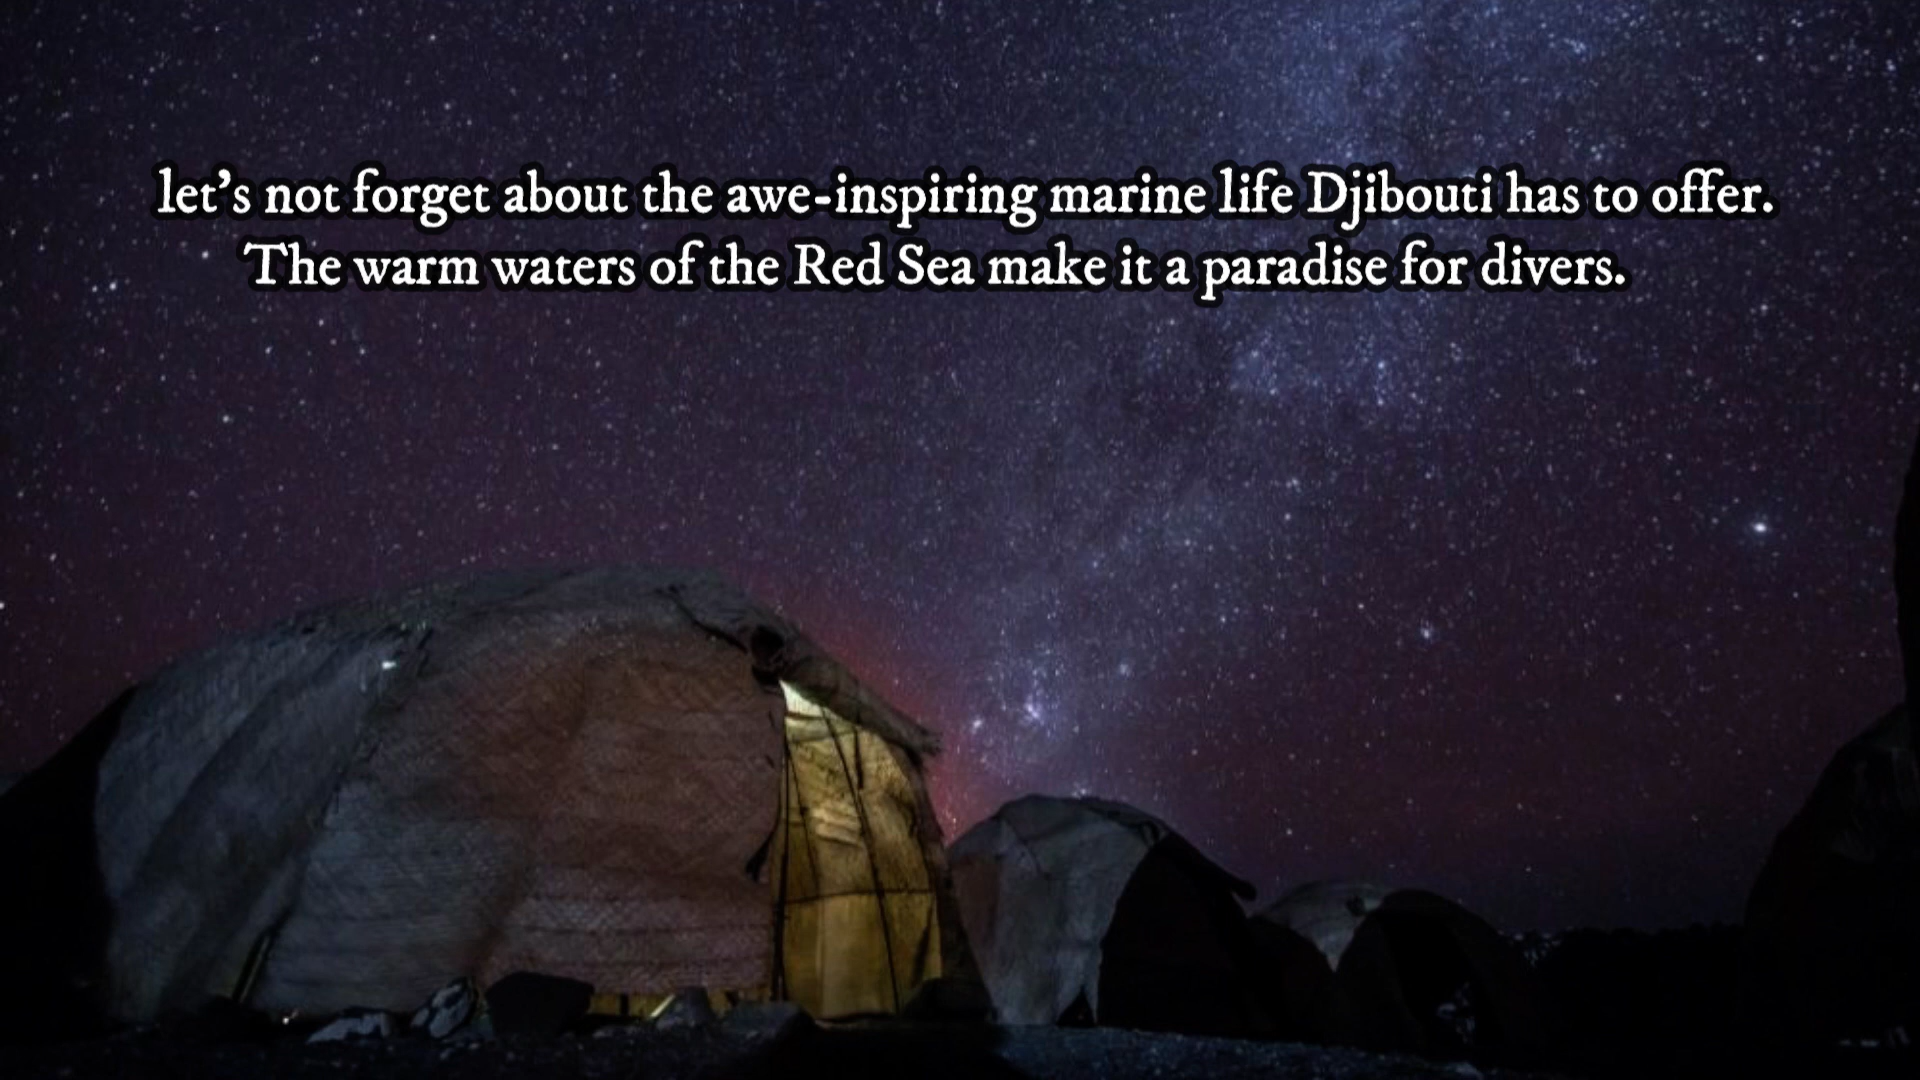 let's not forget about the awe-inspiring marine life Djibouti has to offer.
The warm waters of the Red Sea make it a paradise for divers.